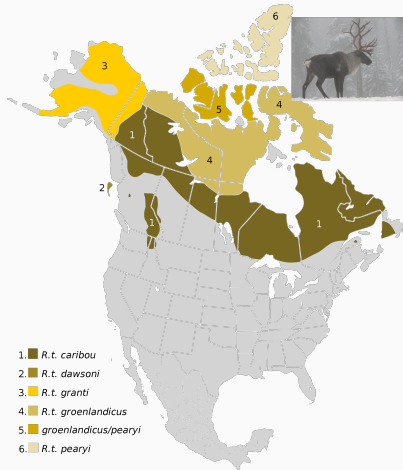 6
3
5
4
1
4
2
1
1
1. R.t. caribou
2. R.t. dawsoni
3. R.t. granti
4. R.t. groenlandicus
5. groenlandicus/pearyi
6. R.t. pearyi